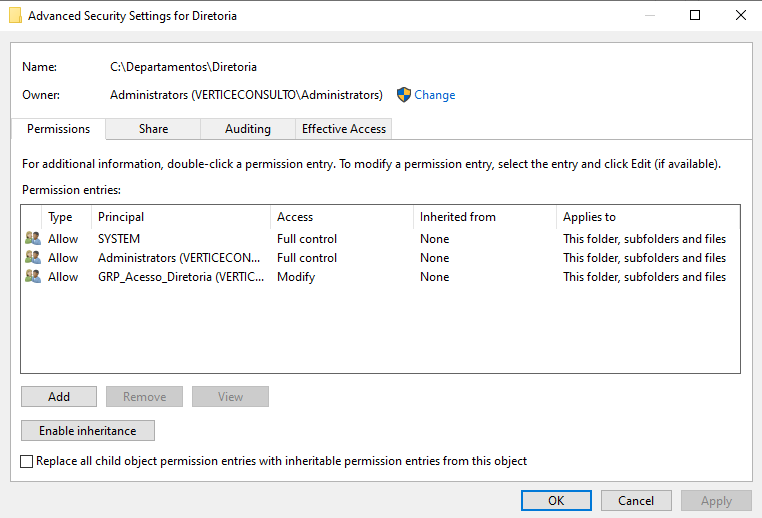 Advanced Security Settings for Diretoria
Name: C:\Departamentos\Diretoria
Owner: Administrators (VERTICECONSULTO\Administrators) Change
Permissions Share Auditing Effective Access
For additional information, double-click a permission entry. To modify a permission entry, select the entry and click Edit (if available).
Permission entries:
Type Principal Access Inherited from Applies to
Allow SYSTEM Full control None This folder, subfolders and files
Allow Administrators (VERTICECON... Full control None This folder, subfolders and files
Allow GRP_Acesso_Diretoria (VERTIC... Modify None This folder, subfolders and files
Add Remove View
Enable inheritance
Replace all child object permission entries with inheritable permission entries from this object
OK Cancel Apply